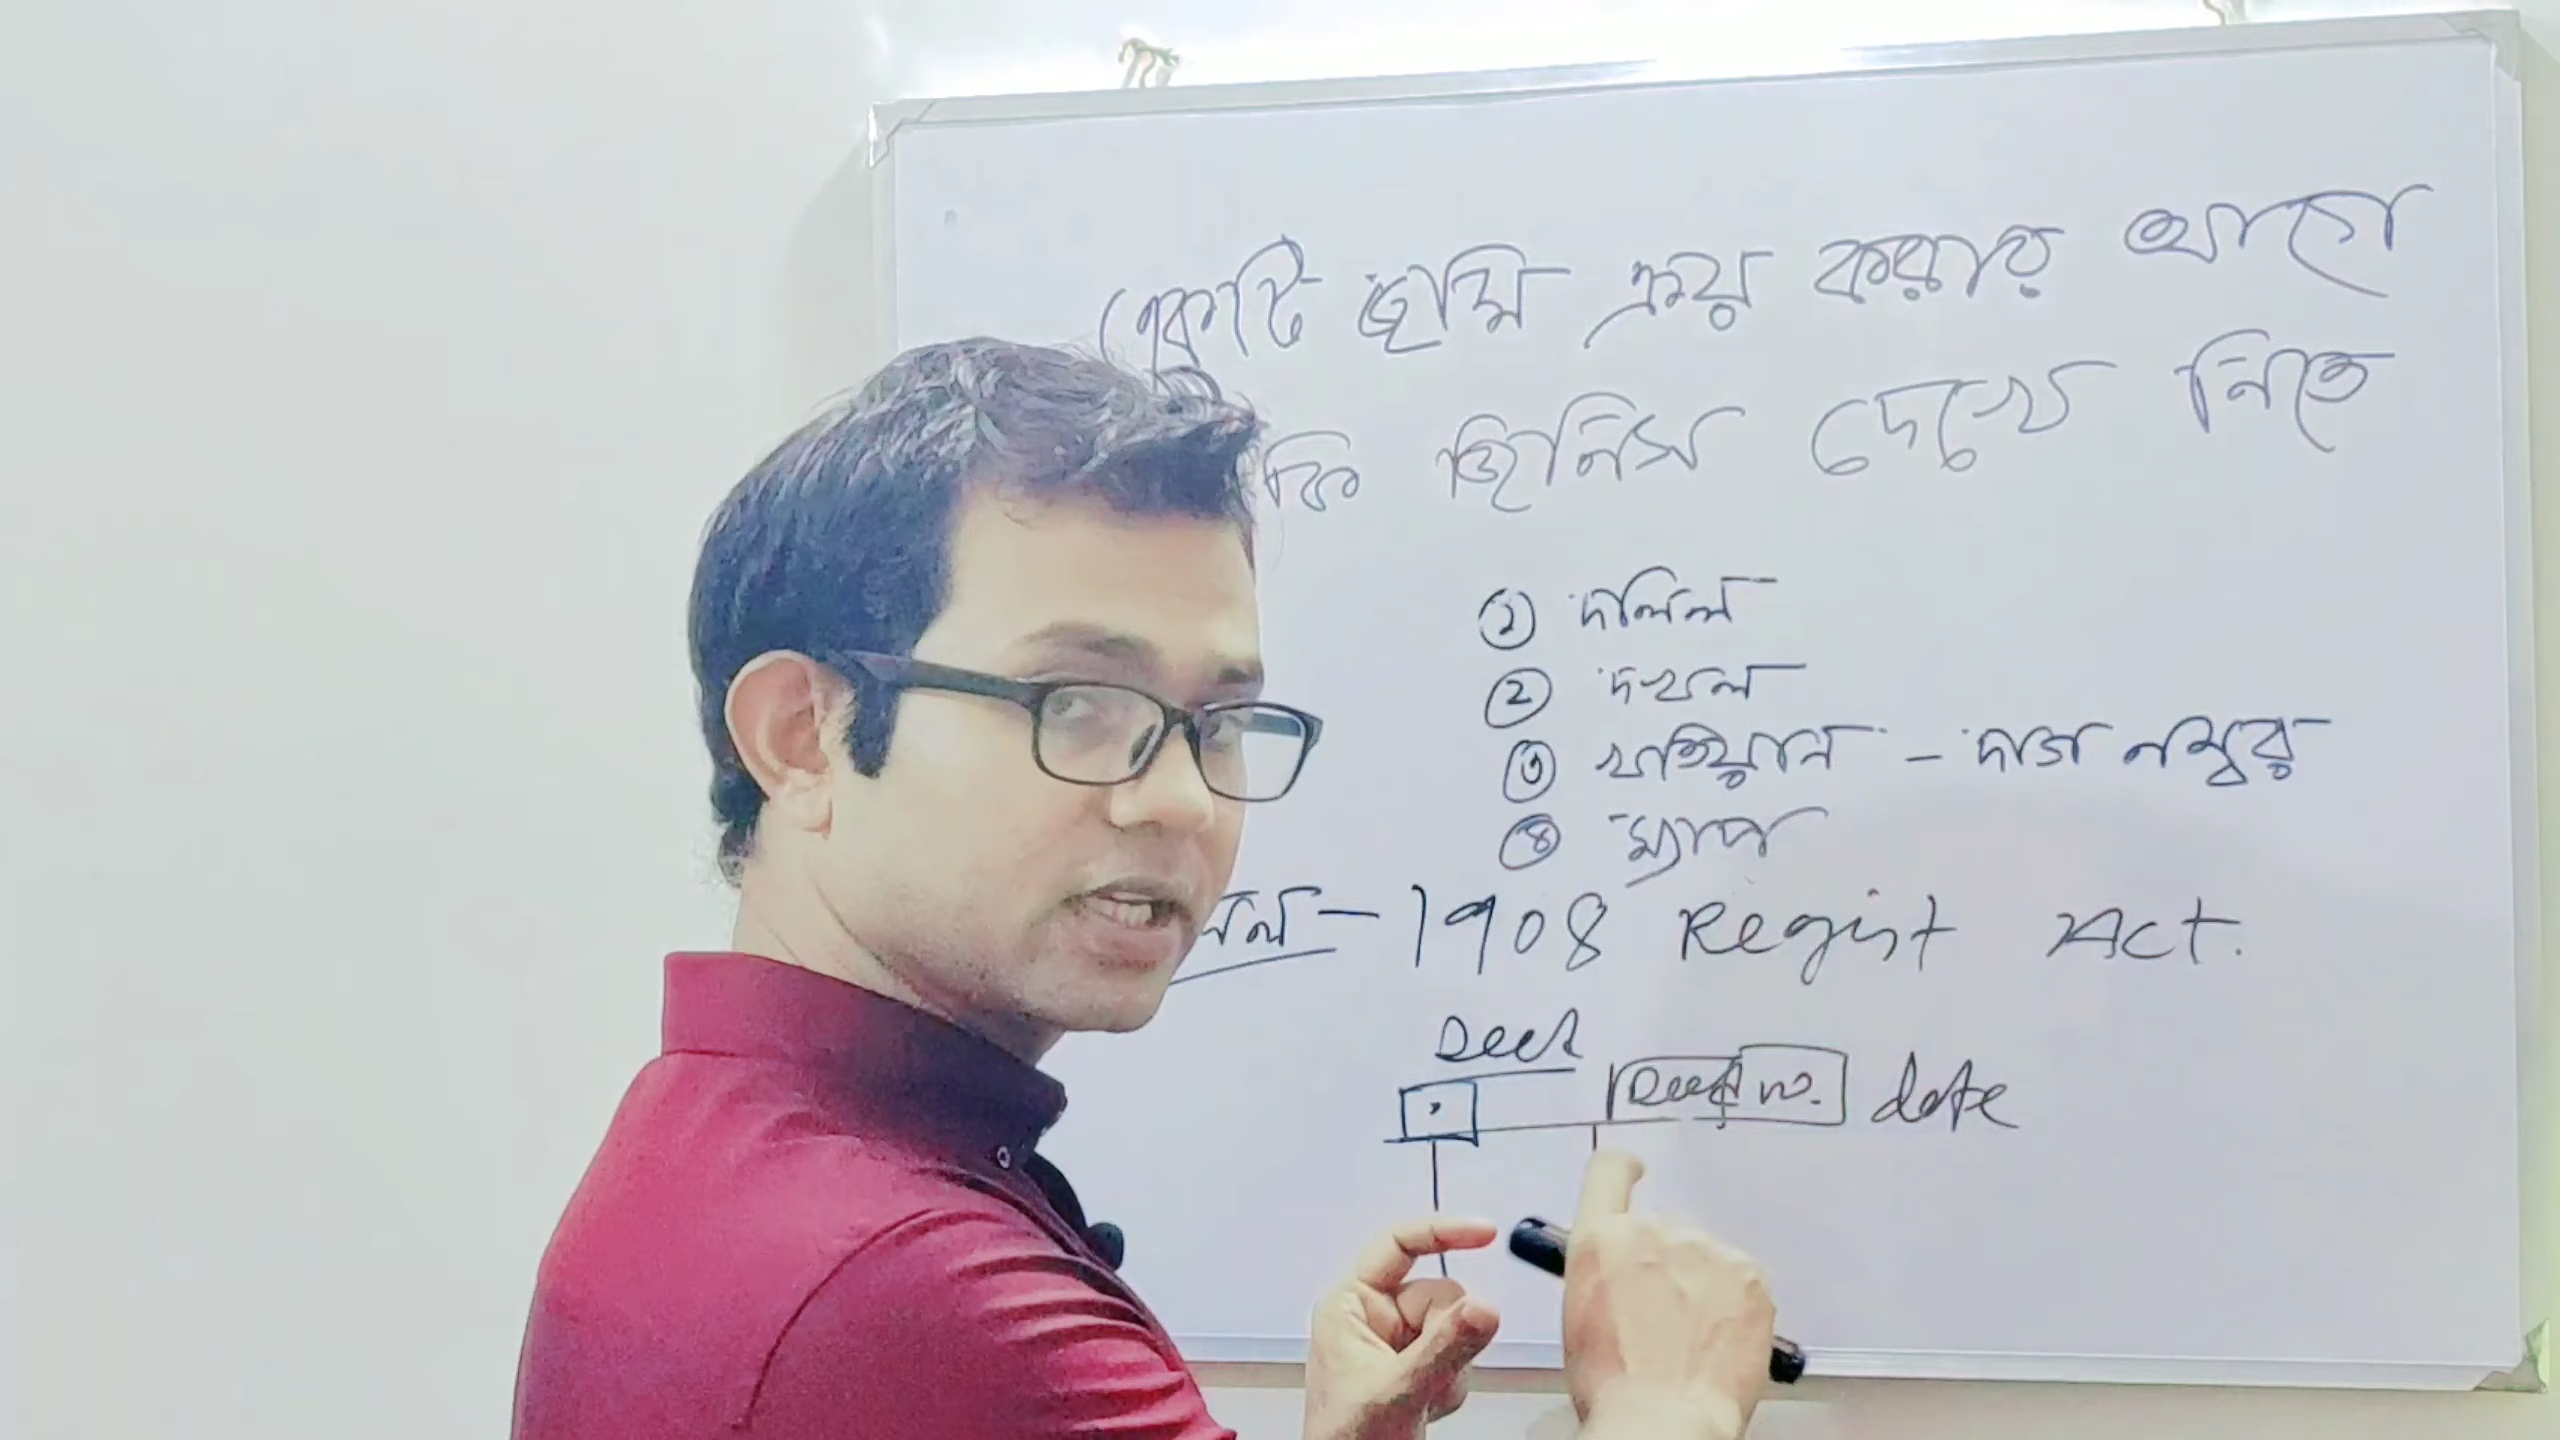 একটি জমি ক্রয় করার আগে
কি জিনিস দেখে নিতে
① দলিল
② দখল
③ খতিয়ান - দাগ নম্বর
④ ম্যাপ
- 1908 Regist Act.
Deed
Deed no. date